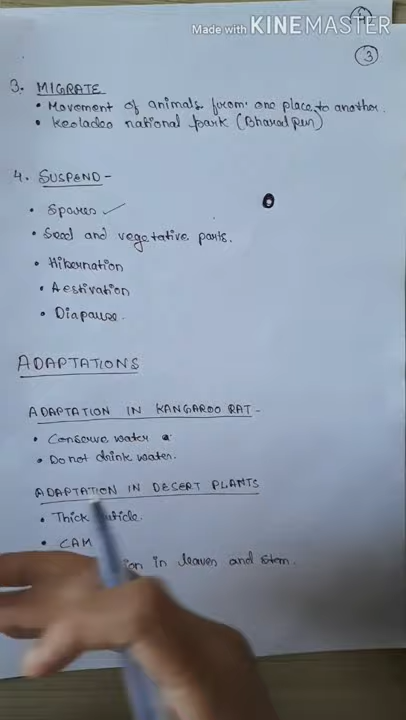 Made with KINEMASTER
3
3. MIGRATE
• Movement of animals from one place to another.
• Keoladeo national park (Bharatpur)
4. SUSPEND -
• Spores ✓
• Seed and vegetative parts.
• Hibernation
• Aestivation
• Diapause.
ADAPTATIONS
ADAPTATION IN KANGAROO RAT -
• Conserve water
• Do not drink water.
ADAPTATION IN DESERT PLANTS
• Thick cuticle.
• CAM
in leaves and stem.